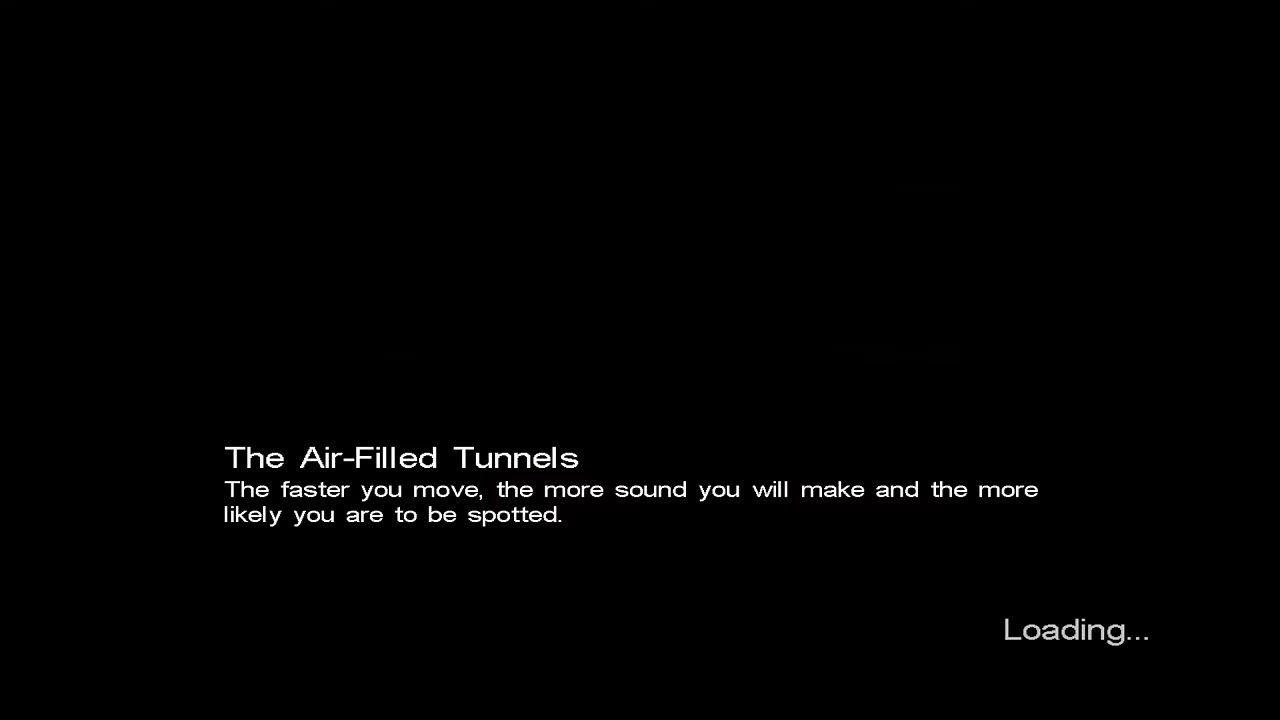 The Air-Filled Tunnels
The faster you move, the more sound you will make and the more
likely you are to be spotted.
Loading...